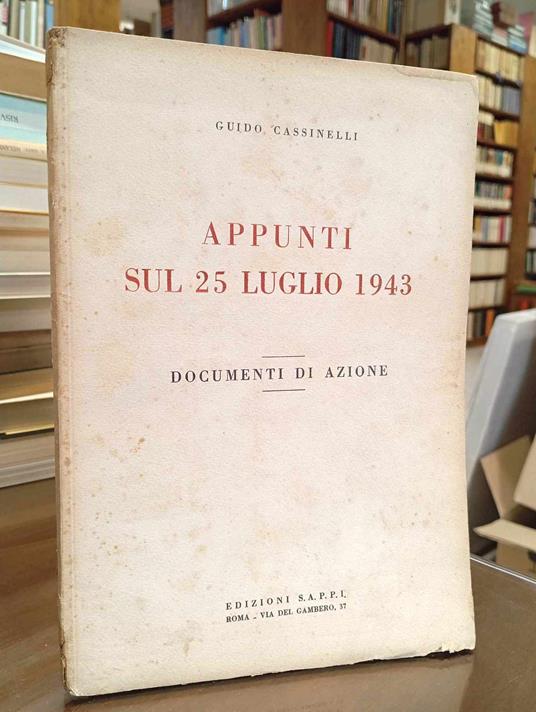 GUIDO CASSINELLI
APPUNTI
SUL 25 LUGLIO 1943
DOCUMENTI DI AZIONE
EDIZIONI S.A.P.P.I.
ROMA - VIA DEL GAMBERO, 37